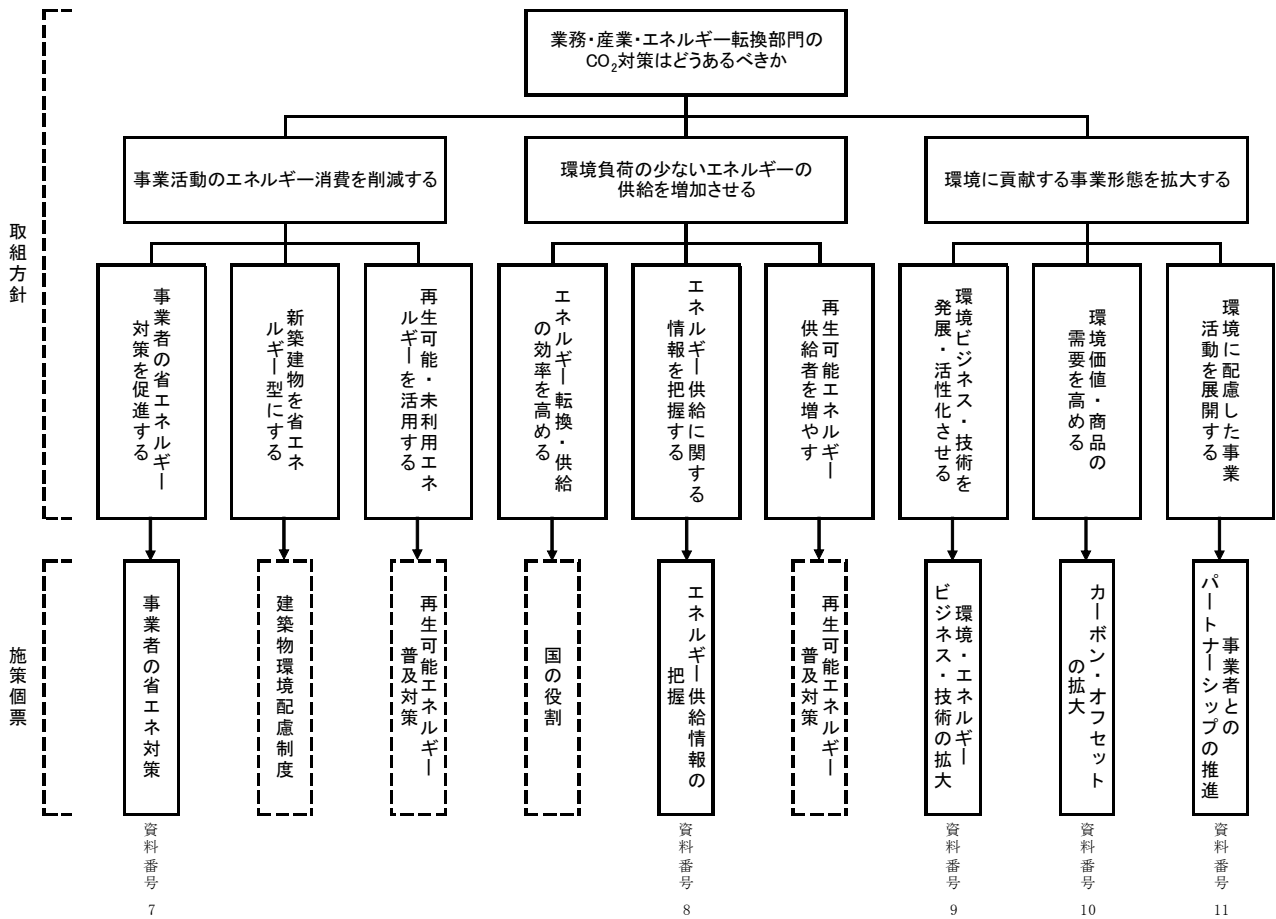 業務・産業・エネルギー転換部門の
CO₂対策はどうあるべきか
事業活動のエネルギー消費を削減する
環境負荷の少ないエネルギーの
供給を増加させる
環境に貢献する事業形態を拡大する
取組方針
事業者の省エネルギー
対策を促進する
新築建物を省エネ
ルギー型にする
再生可能・未利用エネ
ルギーを活用する
エネルギー転換・供給
の効率を高める
エネルギー供給に関する
情報を把握する
再生可能エネルギー
供給者を増やす
環境ビジネス・技術を
発展・活性化させる
環境価値・商品の
需要を高める
環境に配慮した事業
活動を展開する
施策個票
事業者の省エネ対策
建築物環境配慮制度
再生可能エネルギー
普及対策
国の役割
エネルギー供給情報の
把握
再生可能エネルギー
普及対策
環境・エネルギー
ビジネス・技術の拡大
カーボン・オフセット
の拡大
事業者との
パートナーシップの推進
資料番号
7
資料番号
8
資料番号
9
資料番号
10
資料番号
11